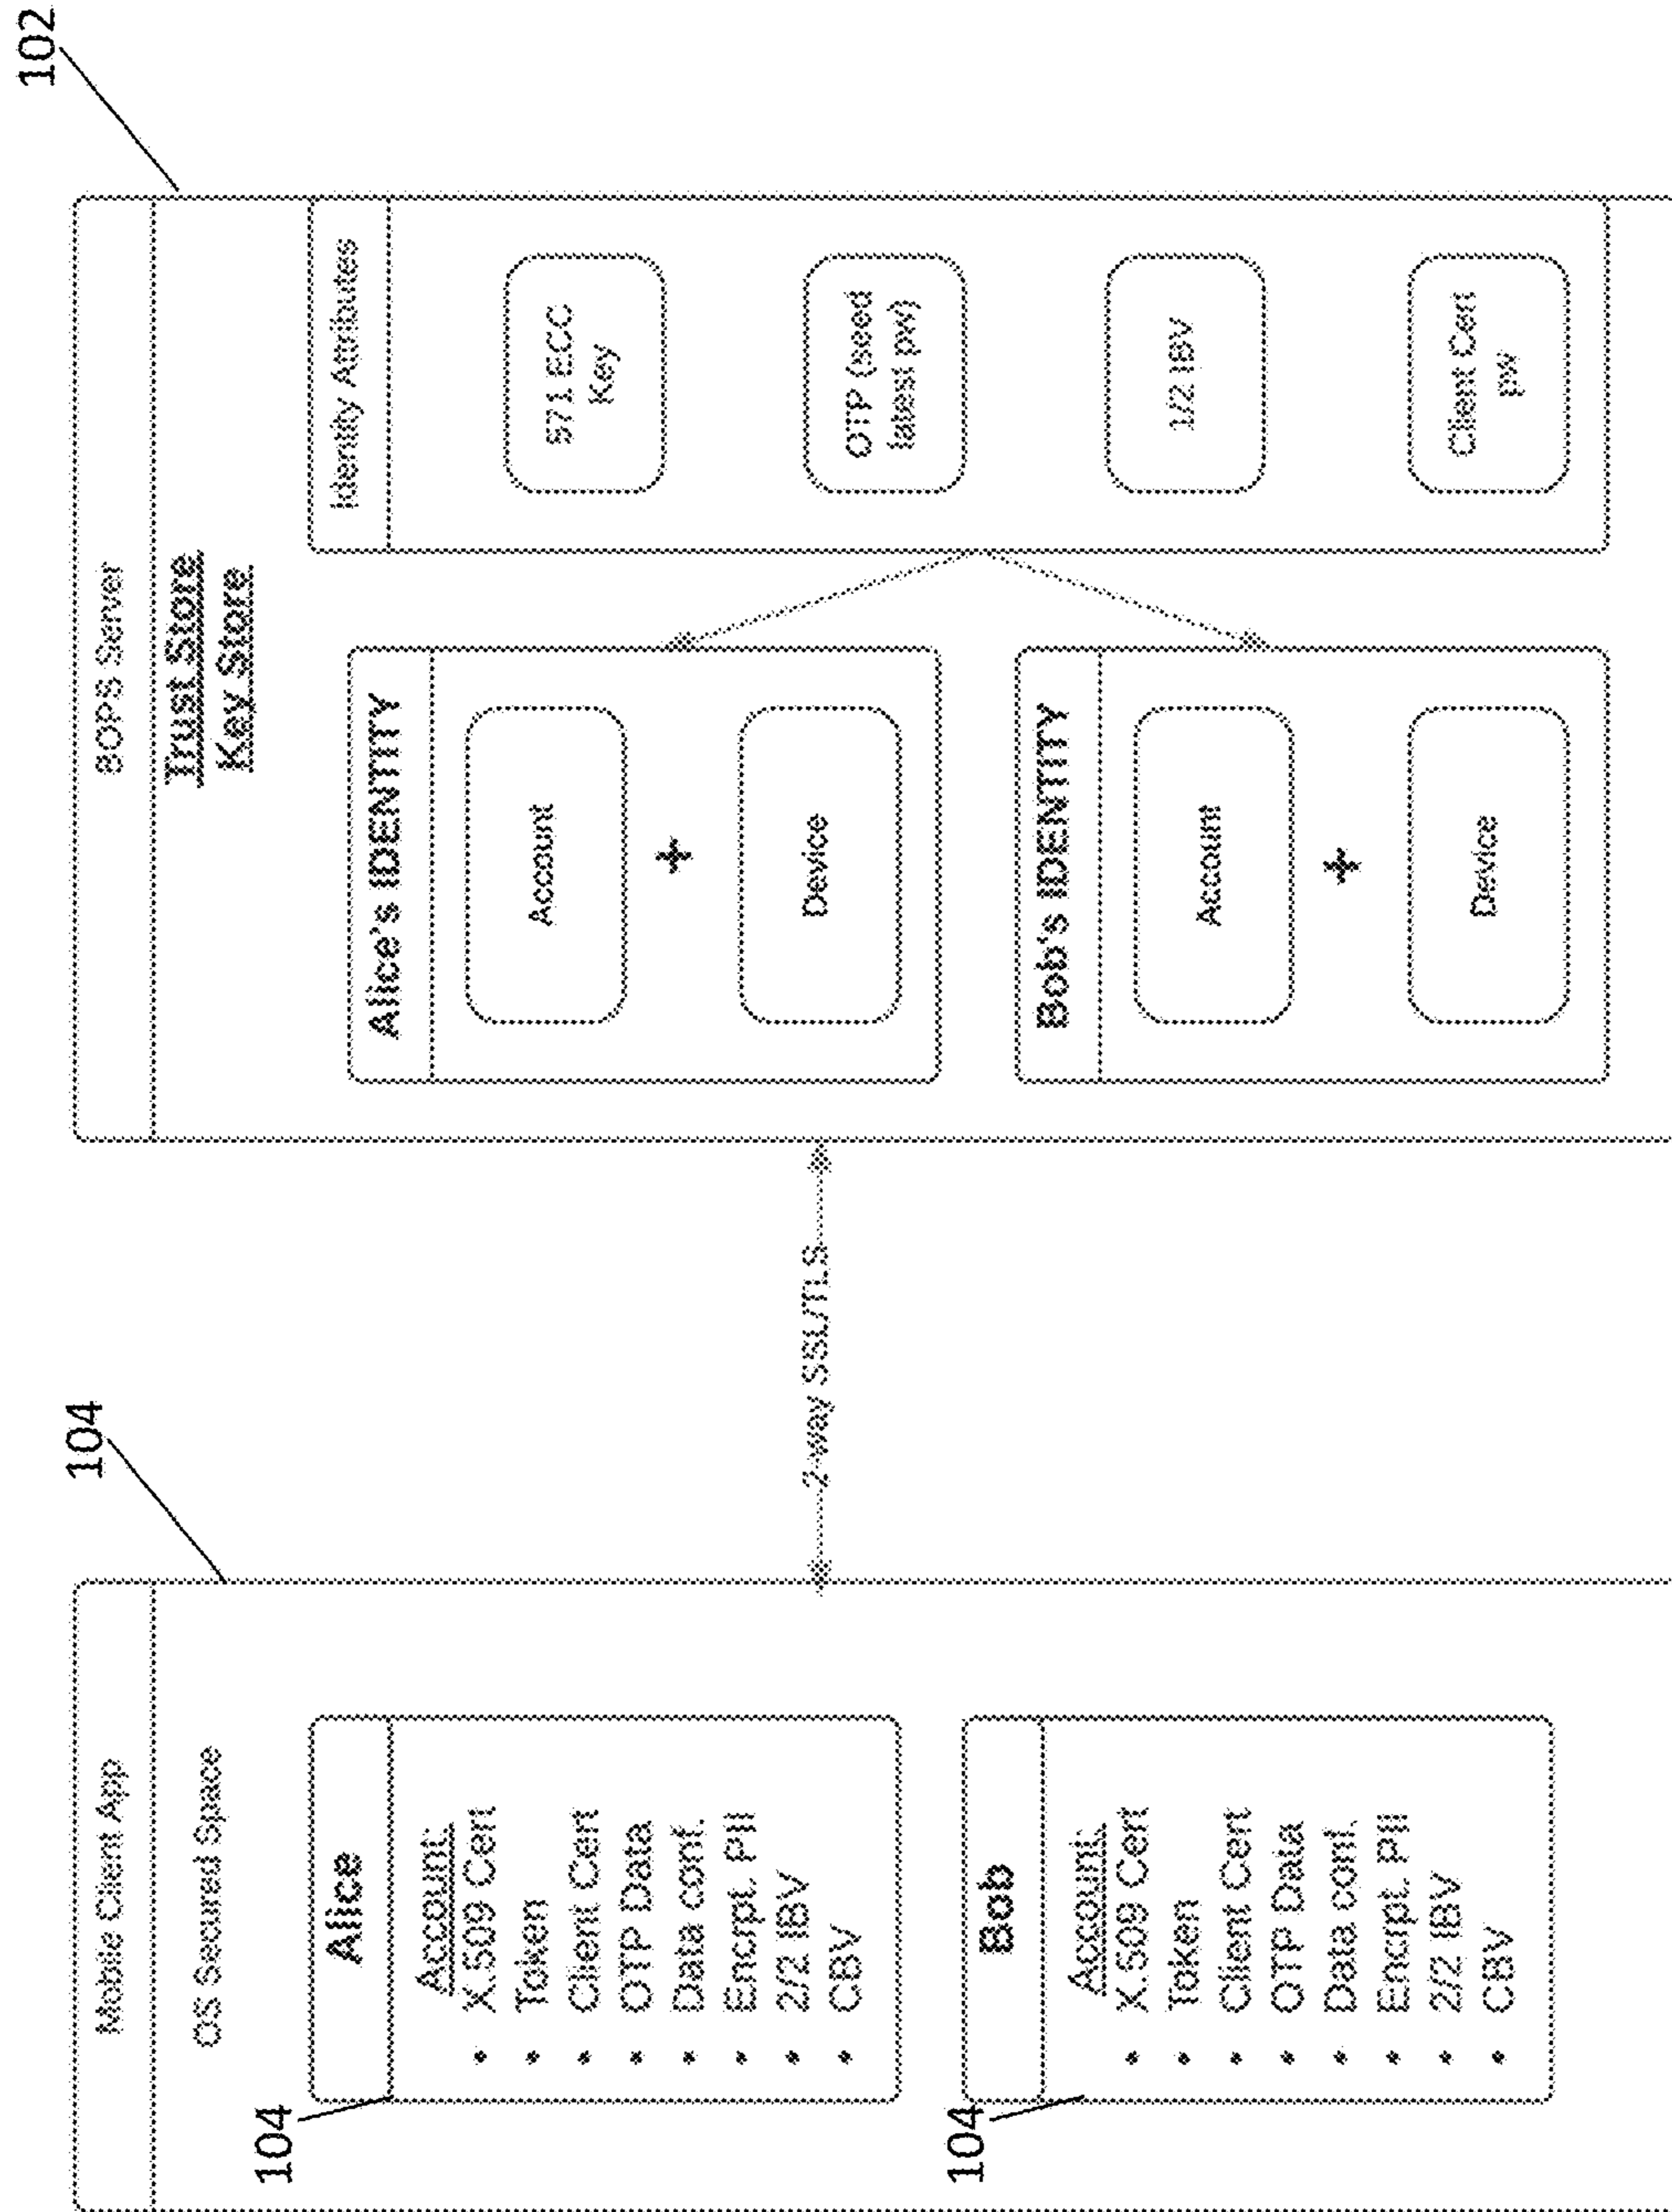 104
Mobile Client App
OS Secured Space
104
Alice
Account:
• X.509 Cert
• Token
• Client Cert
• OTP Data
• Data conf.
• Encrpt. PII
• 2/2 IBV
• CBV
104
Bob
Account:
• X.509 Cert
• Token
• Client Cert
• OTP Data
• Data conf.
• Encrpt. PII
• 2/2 IBV
• CBV
2-way SSL/TLS
102
BOPS Server
Trust Store
Key Store
Alice's IDENTITY
Account
+
Device
Bob's IDENTITY
Account
+
Device
Identity Attributes
571 ECC
Key
OTP (seed
latest pw)
1/2 IBV
Client Cert
pw